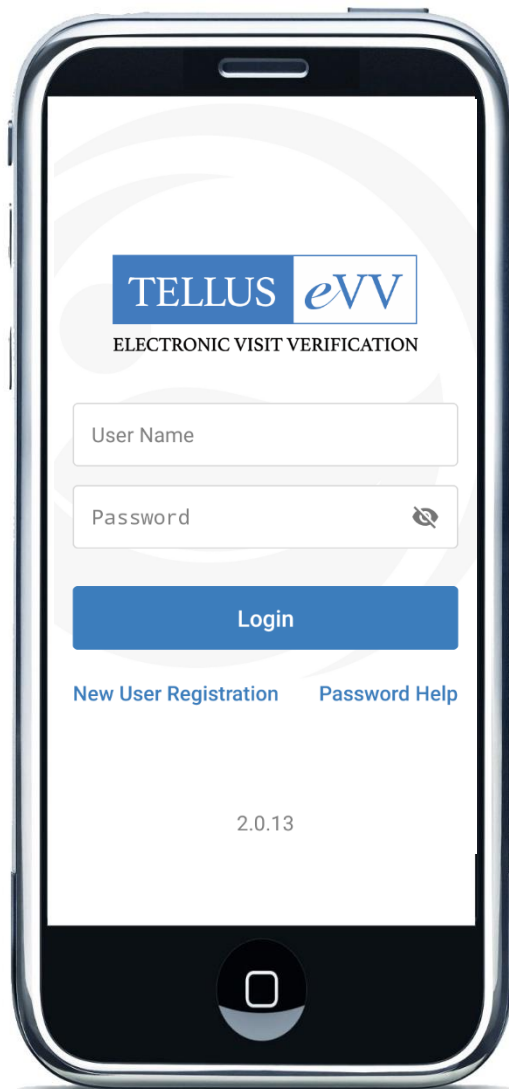 TELLUS eVV
ELECTRONIC VISIT VERIFICATION
User Name
Password
Login
New User Registration Password Help
2.0.13